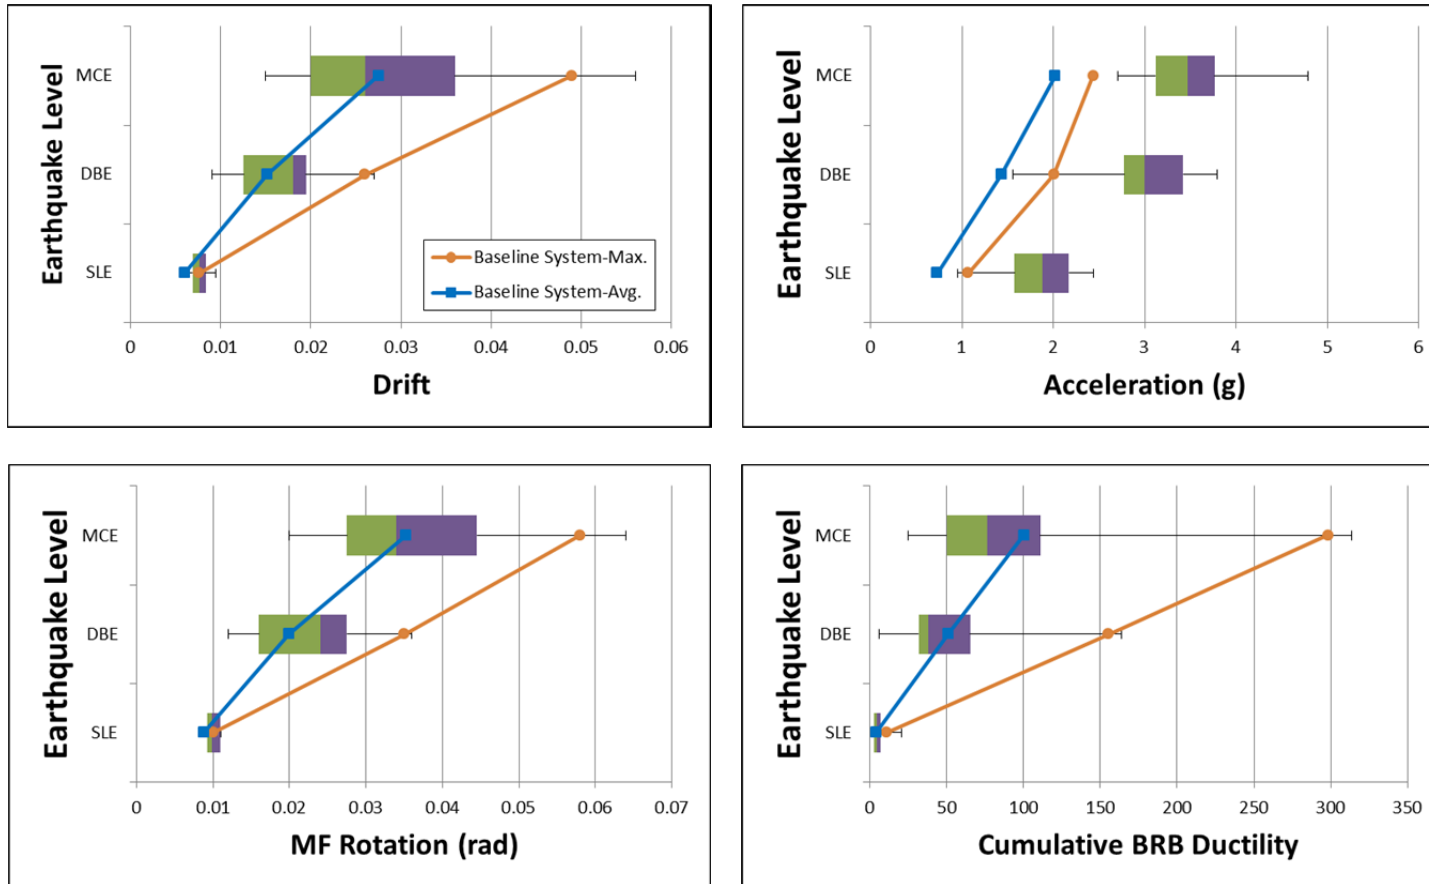 Earthquake Level
MCE
DBE
SLE
Baseline System-Max.
Baseline System-Avg.
0 0.01 0.02 0.03 0.04 0.05 0.06
Drift
Earthquake Level
MCE
DBE
SLE
0 1 2 3 4 5 6
Acceleration (g)
Earthquake Level
MCE
DBE
SLE
0 0.01 0.02 0.03 0.04 0.05 0.06 0.07
MF Rotation (rad)
Earthquake Level
MCE
DBE
SLE
0 50 100 150 200 250 300 350
Cumulative BRB Ductility